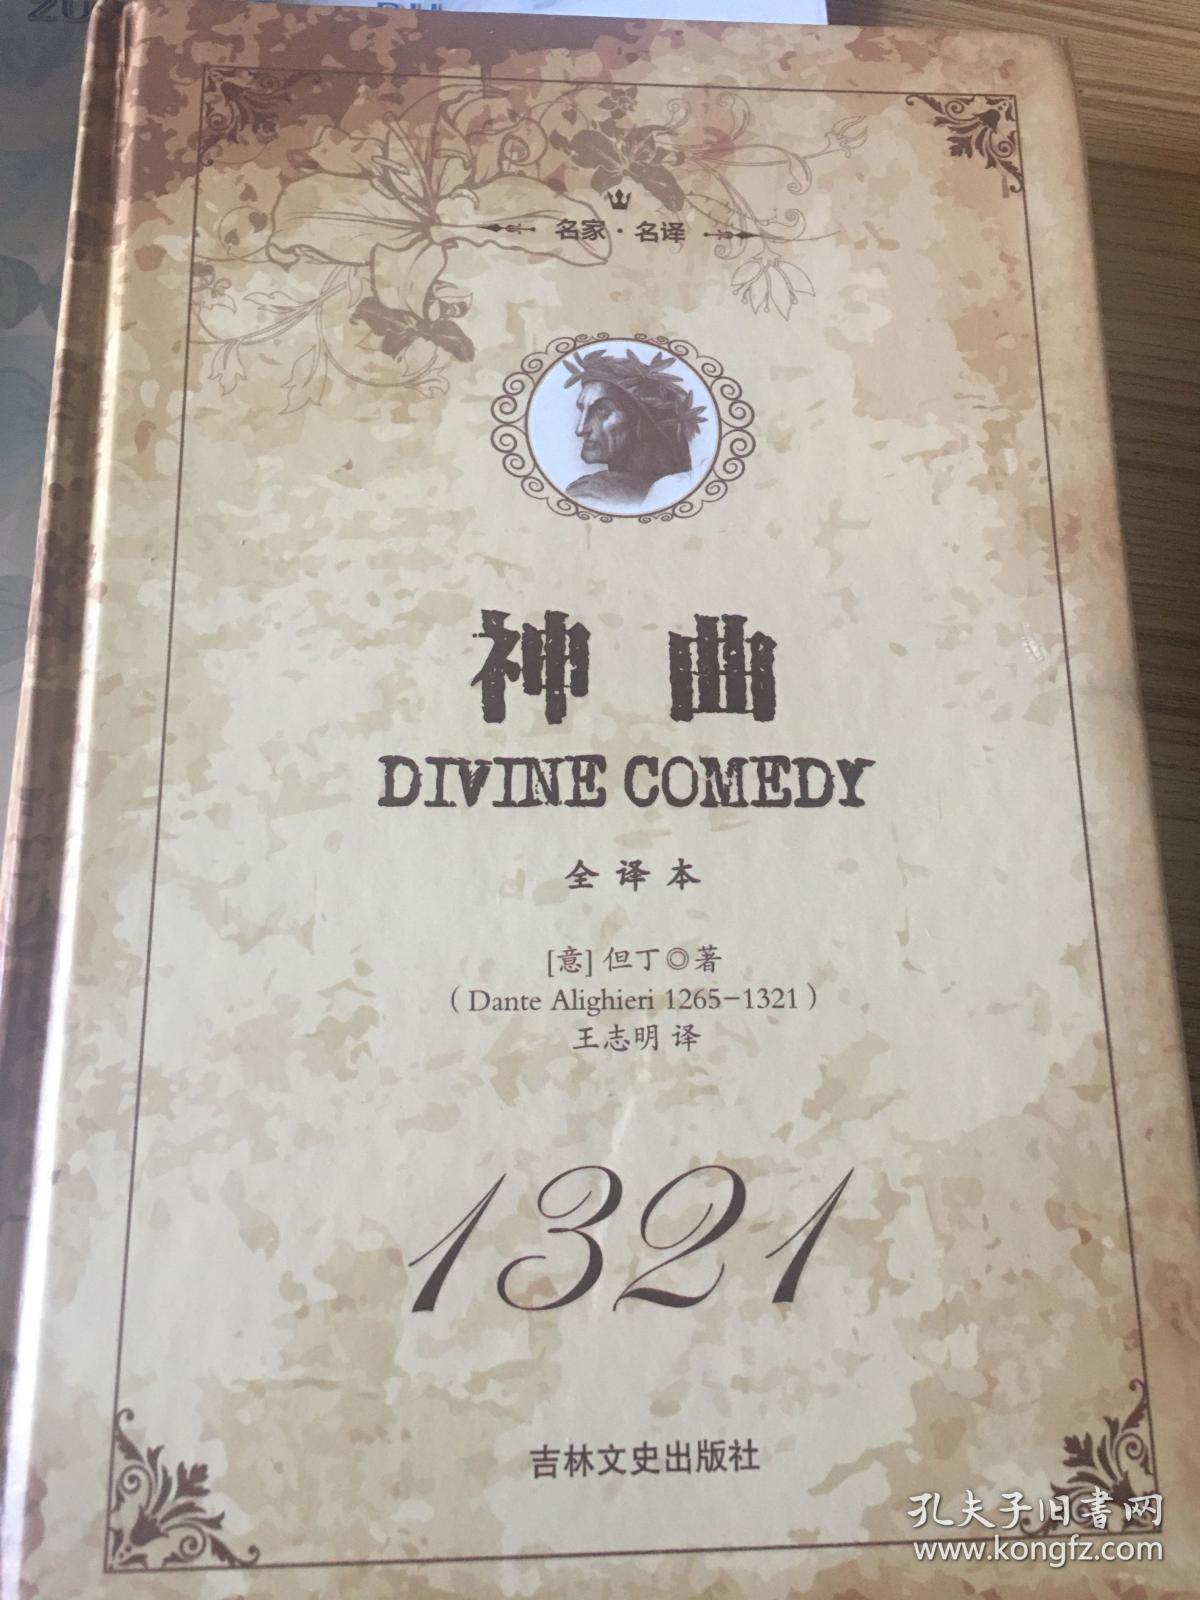 名家·名译
神曲
DIVINE COMEDY
全译本
[意] 但丁◎著
(Dante Alighieri 1265-1321)
王志明 译
1321
吉林文史出版社
孔夫子旧书网
www.kongfz.com